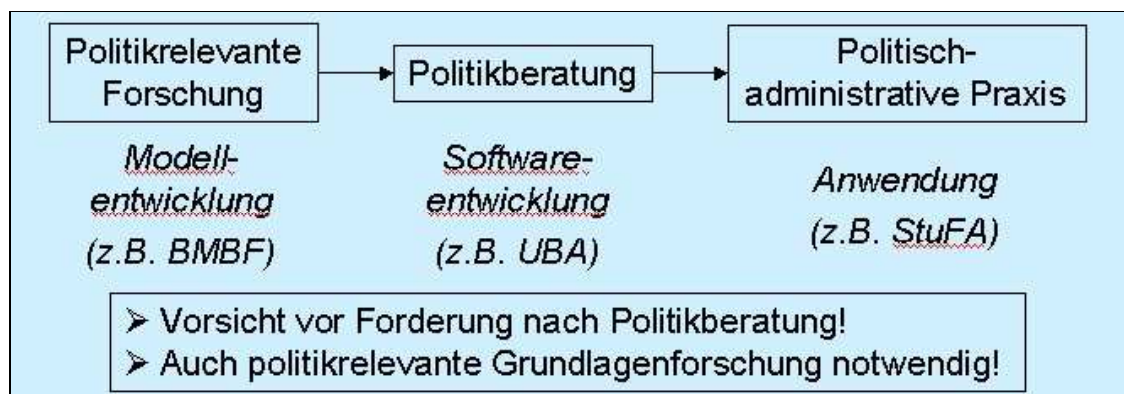 Politikrelevante
Forschung
Politikberatung
Politisch-
administrative Praxis
Modell-
entwicklung
(z.B. BMBF)
Software-
entwicklung
(z.B. UBA)
Anwendung
(z.B. StuFA)
➢ Vorsicht vor Forderung nach Politikberatung!
➢ Auch politikrelevante Grundlagenforschung notwendig!